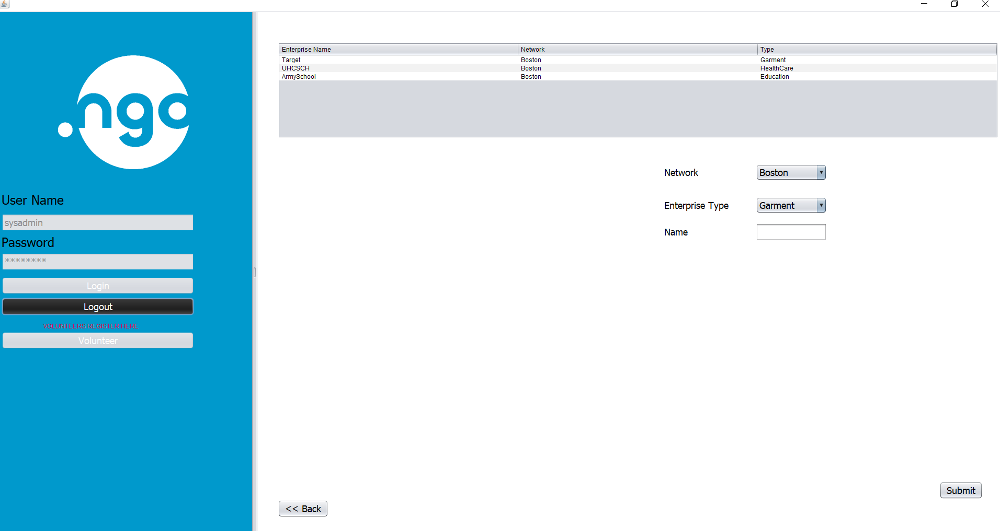 .ngo
User Name
sysadmin
Password
********
Login
Logout
VOLUNTEERS REGISTER HERE
Volunteer
Enterprise Name Network Type
Target Boston Garment
UHCSCH Boston HealthCare
ArmySchool Boston Education
Network Boston
Enterprise Type Garment
Name
Submit
<< Back